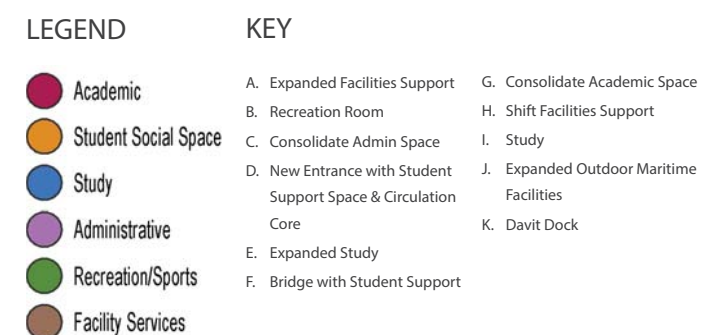 LEGEND
Academic
Student Social Space
Study
Administrative
Recreation/Sports
Facility Services
KEY
A. Expanded Facilities Support
B. Recreation Room
C. Consolidate Admin Space
D. New Entrance with Student
Support Space & Circulation
Core
E. Expanded Study
F. Bridge with Student Support
G. Consolidate Academic Space
H. Shift Facilities Support
I. Study
J. Expanded Outdoor Maritime
Facilities
K. Davit Dock